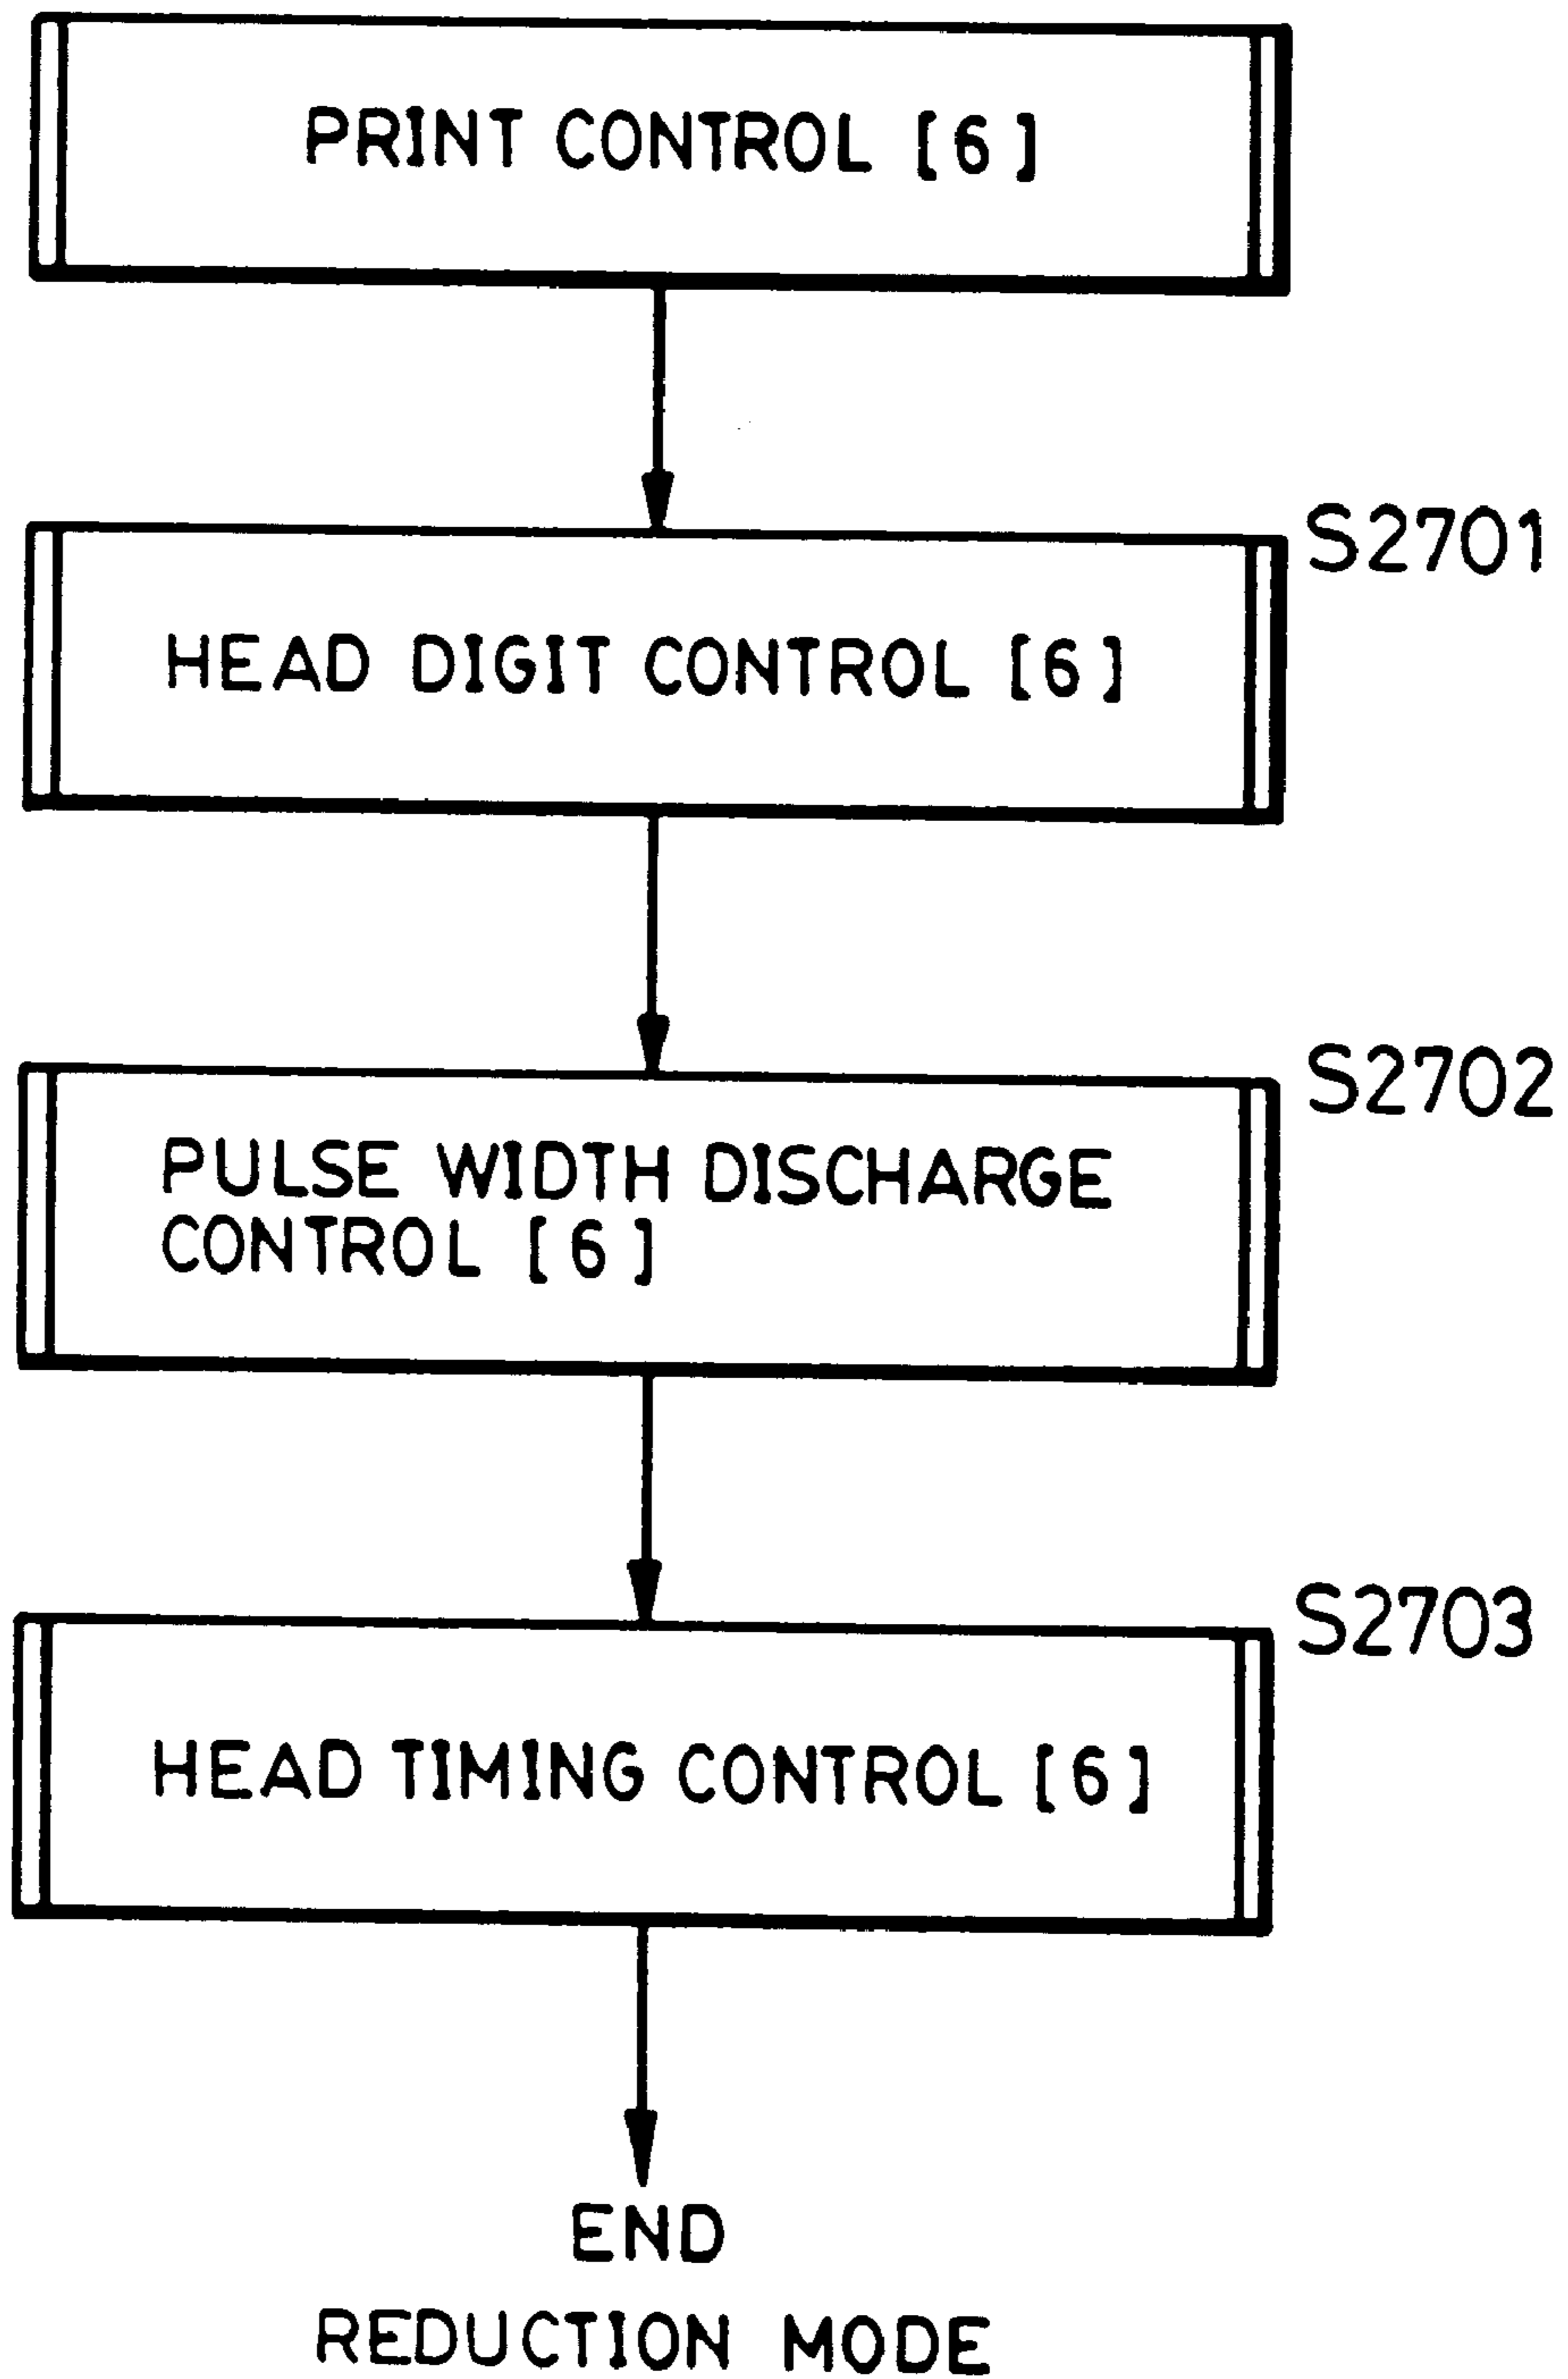 PRINT CONTROL [6]
S2701
HEAD DIGIT CONTROL [6]
S2702
PULSE WIDTH DISCHARGE
CONTROL [6]
S2703
HEAD TIMING CONTROL [6]
END
REDUCTION MODE